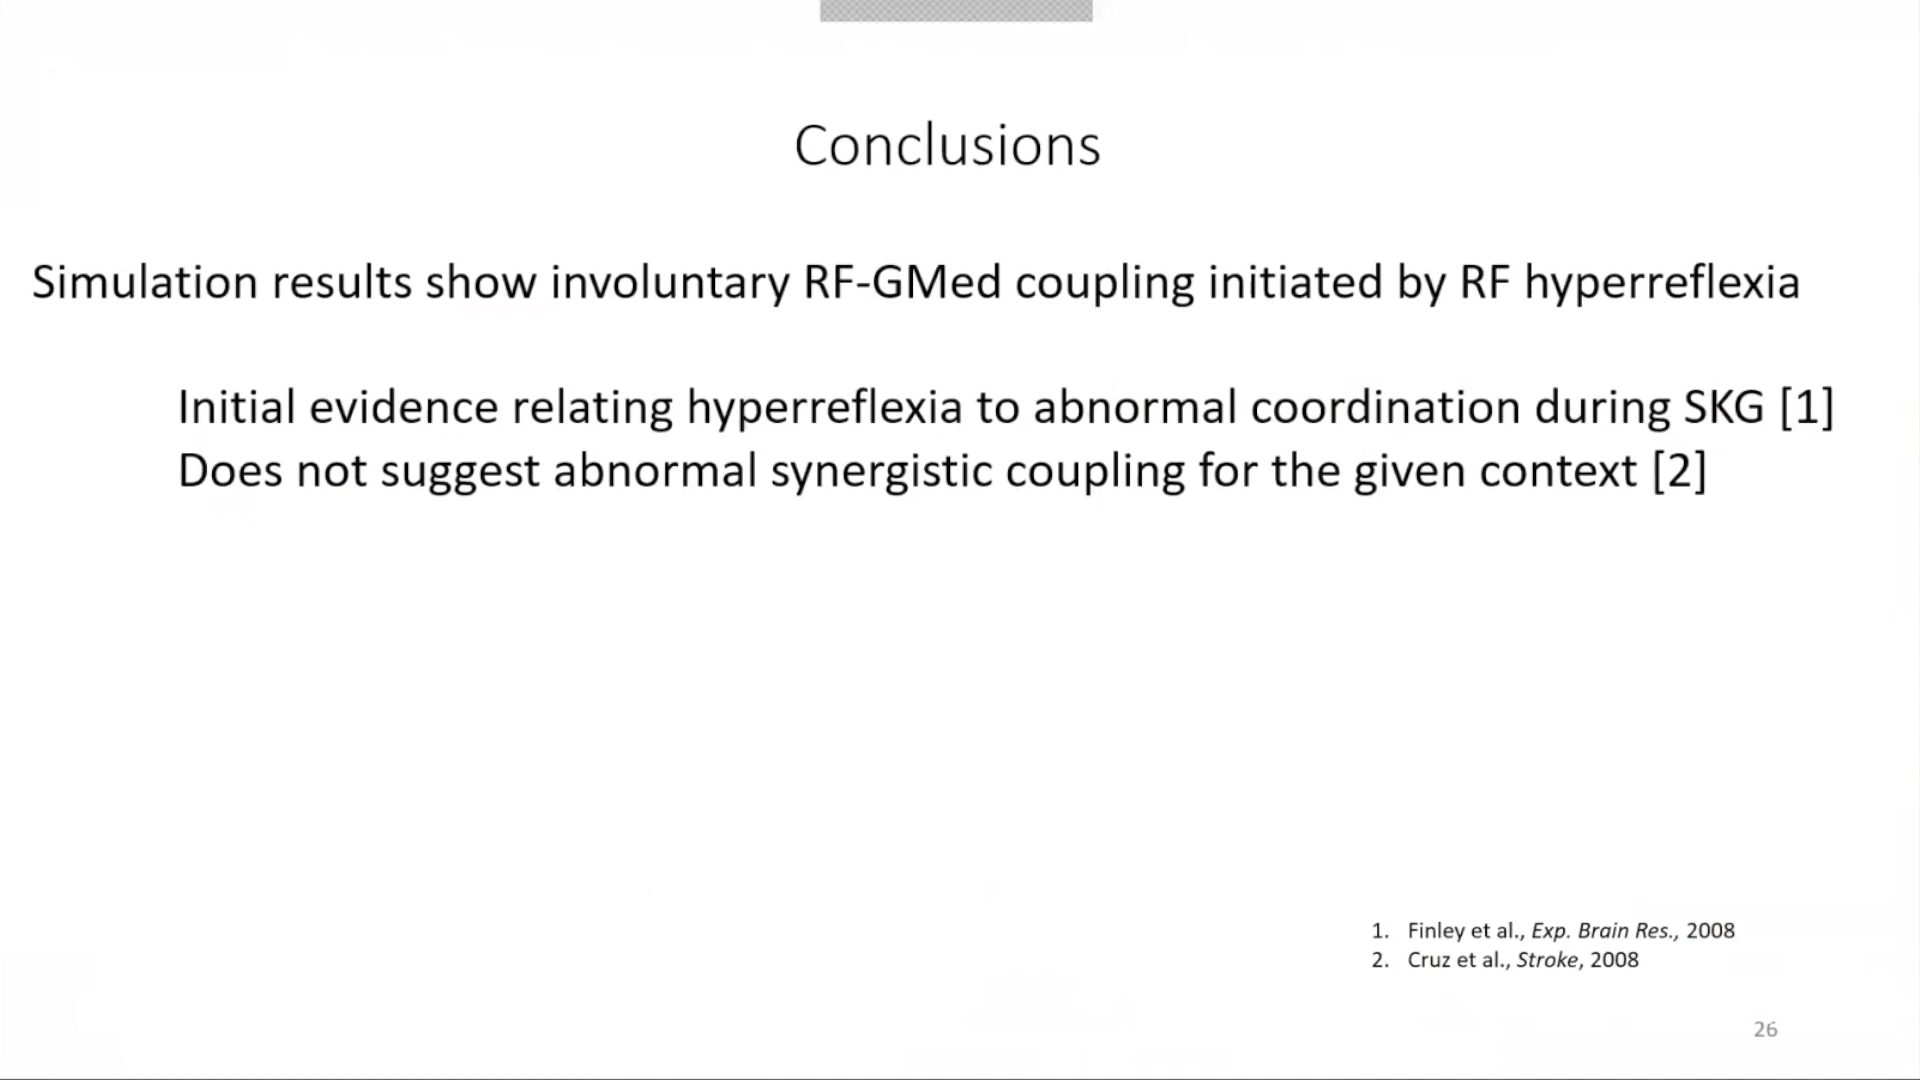 Conclusions
Simulation results show involuntary RF-GMed coupling initiated by RF hyperreflexia
Initial evidence relating hyperreflexia to abnormal coordination during SKG [1]
Does not suggest abnormal synergistic coupling for the given context [2]
1. Finley et al., Exp. Brain Res., 2008
2. Cruz et al., Stroke, 2008
26